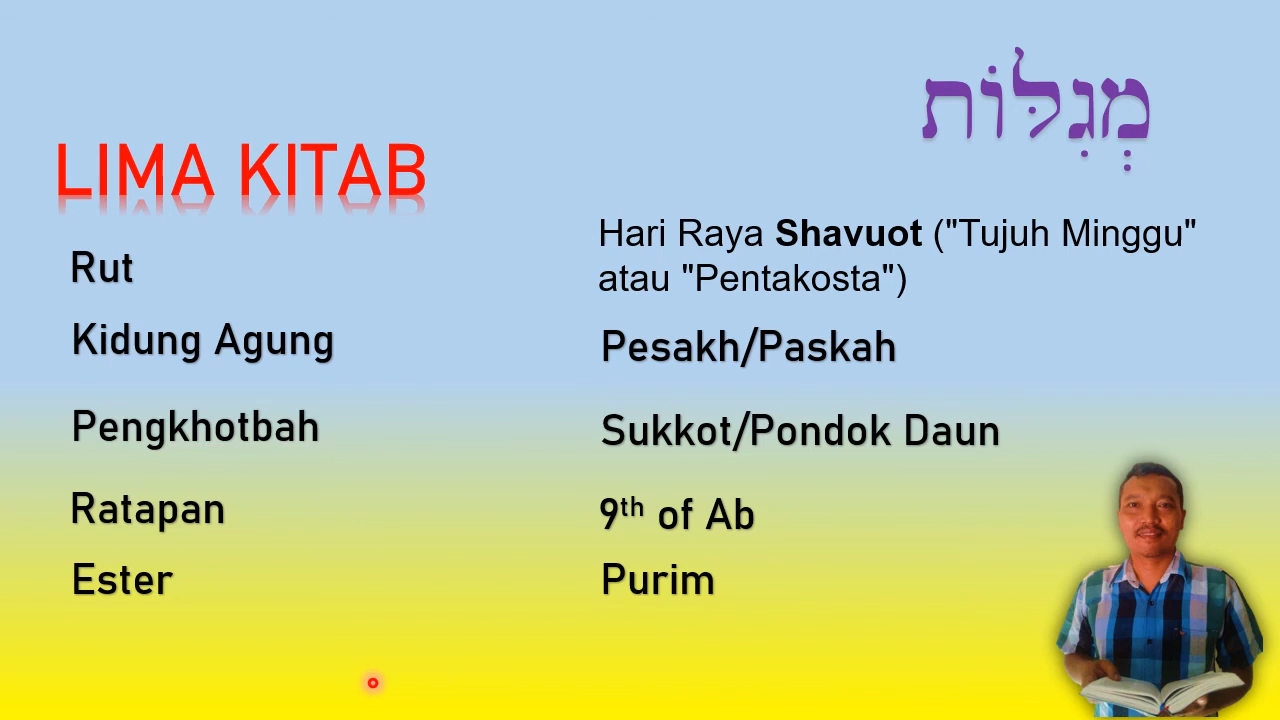 מְגִלּוֹת
LIMA KITAB
Rut
Hari Raya Shavuot ("Tujuh Minggu"
atau "Pentakosta")
Kidung Agung
Pesakh/Paskah
Pengkhotbah
Sukkot/Pondok Daun
Ratapan
9th of Ab
Ester
Purim